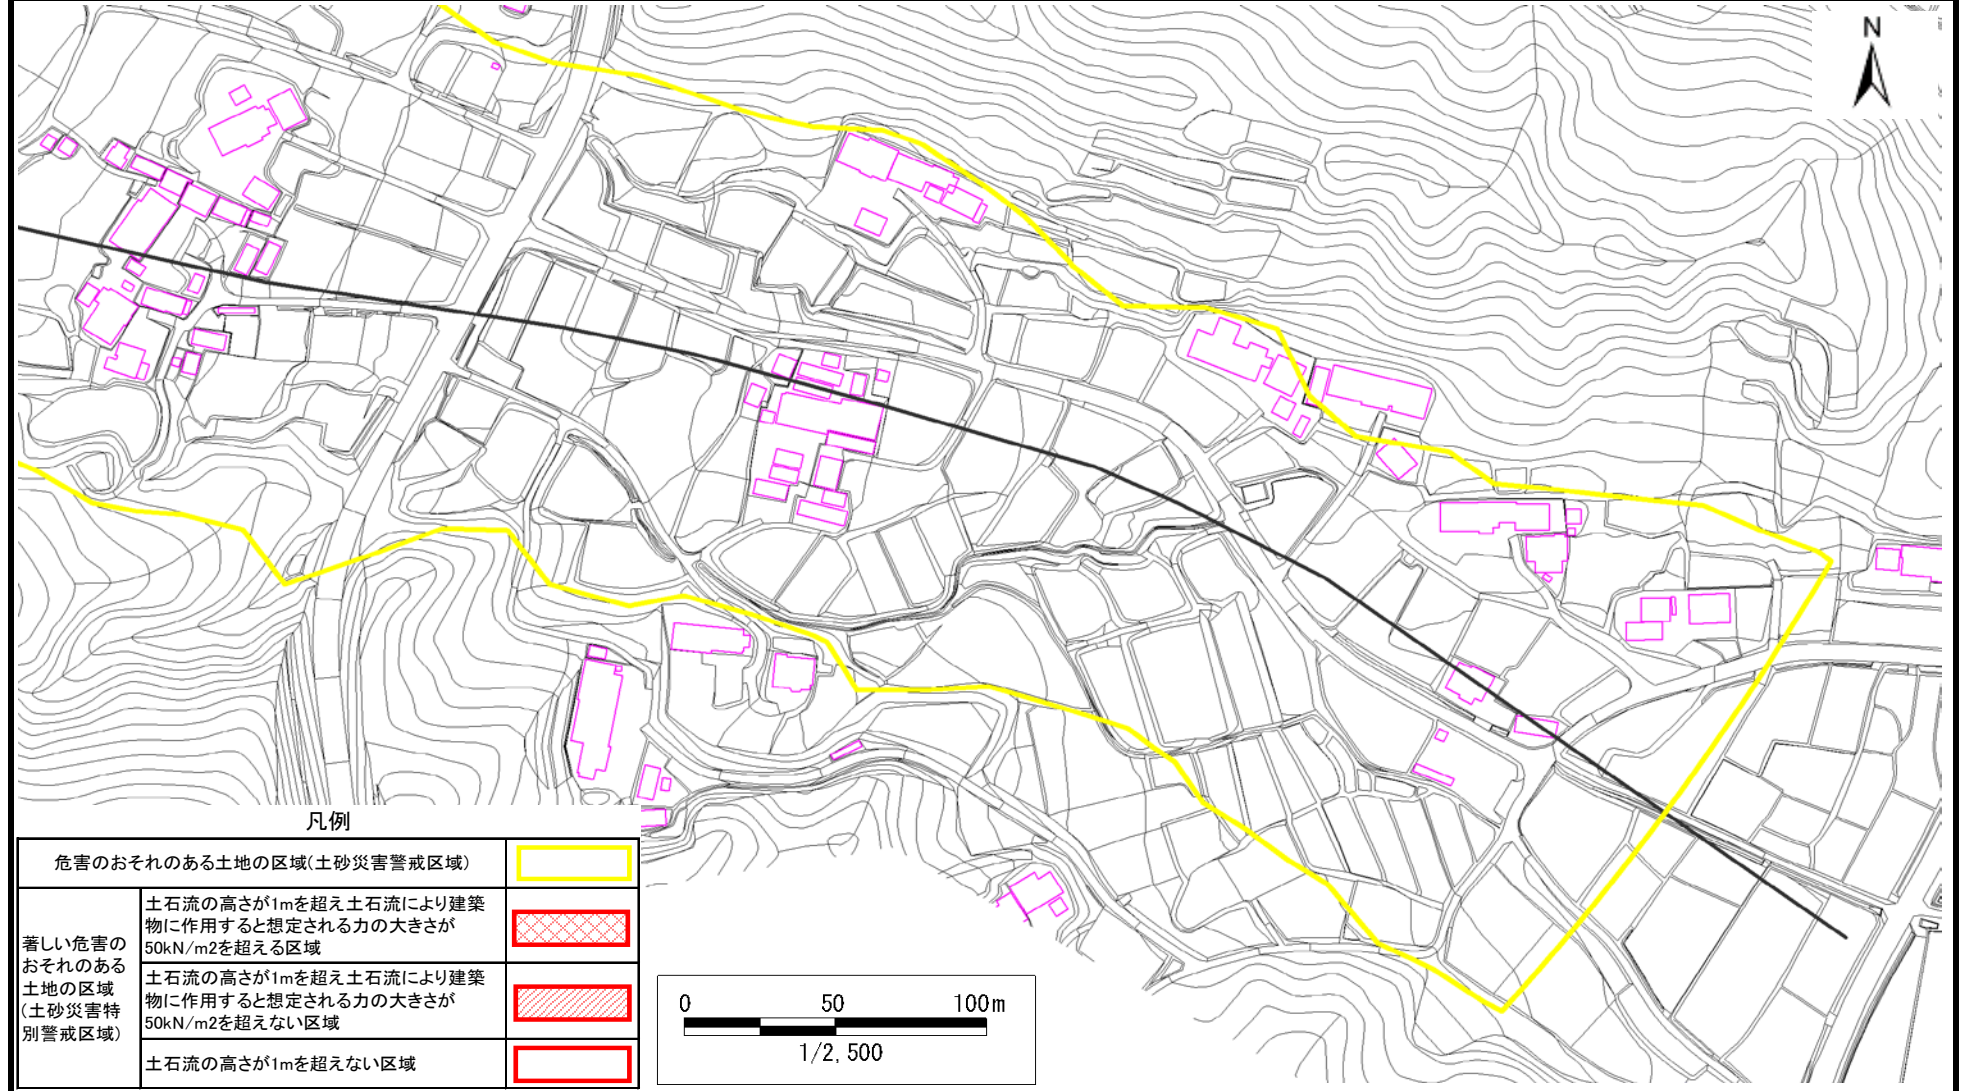 N
凡例
危害のおそれのある土地の区域(土砂災害警戒区域)
著しい危害の
おそれのある
土地の区域
(土砂災害特
別警戒区域)
土石流の高さが1mを超え土石流により建築
物に作用すると想定される力の大きさが
50kN/m2を超える区域
土石流の高さが1mを超え土石流により建築
物に作用すると想定される力の大きさが
50kN/m2を超えない区域
土石流の高さが1mを超えない区域
0 50 100m
1/2,500